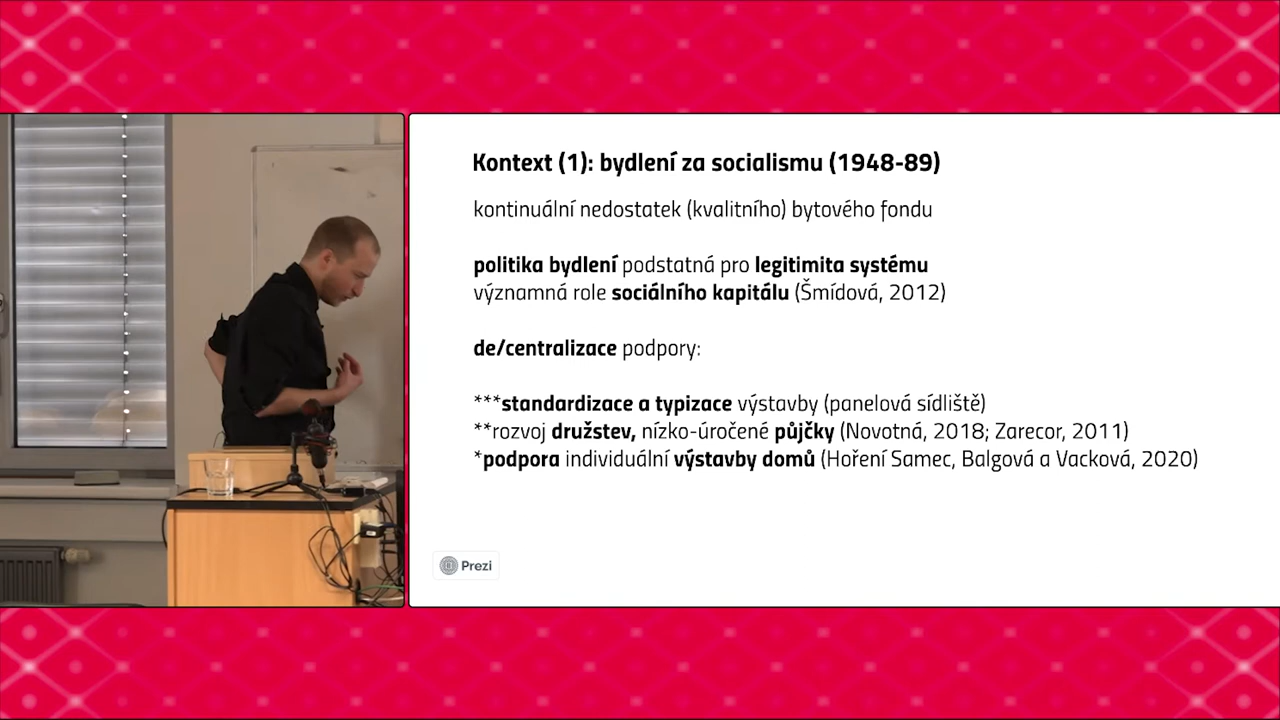 Kontext (1): bydlení za socialismu (1948-89)
kontinuální nedostatek (kvalitního) bytového fondu
politika bydlení podstatná pro legitimita systému
významná role sociálního kapitálu (Šmídová, 2012)
de/centralizace podpory:
***standardizace a typizace výstavby (panelová sídliště)
**rozvoj družstev, nízko-úročené půjčky (Novotná, 2018; Zarecor, 2011)
*podpora individuální výstavby domů (Hoření Samec, Balgová a Vacková, 2020)
Prezi